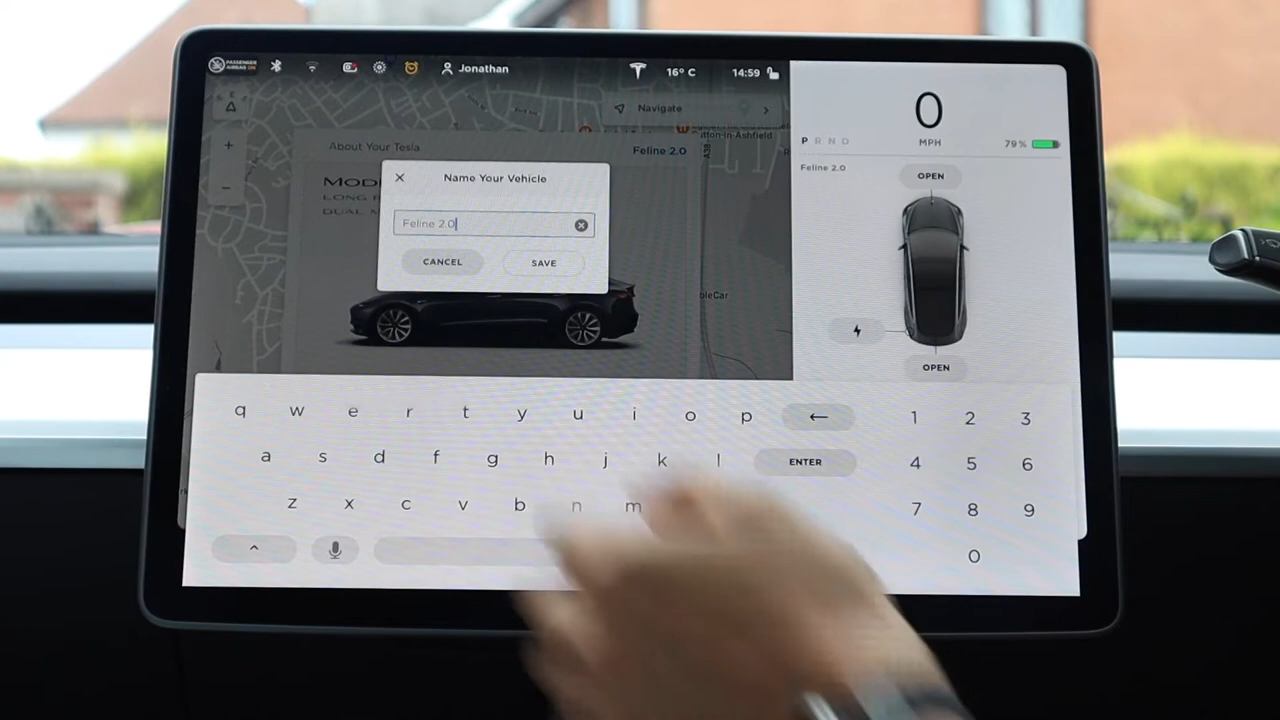 PASSENGER
AIRBAG ON
Jonathan
16° C
14:59
Navigate
About Your Tesla
Feline 2.0
Name Your Vehicle
Feline 2.0
CANCEL
SAVE
LONG
DUAL
0
MPH
P R N D
79 %
Feline 2.0
OPEN
OPEN
q w e r t y u i o p
a s d f g h j k l ENTER
z x c v b n m
1 2 3
4 5 6
7 8 9
0